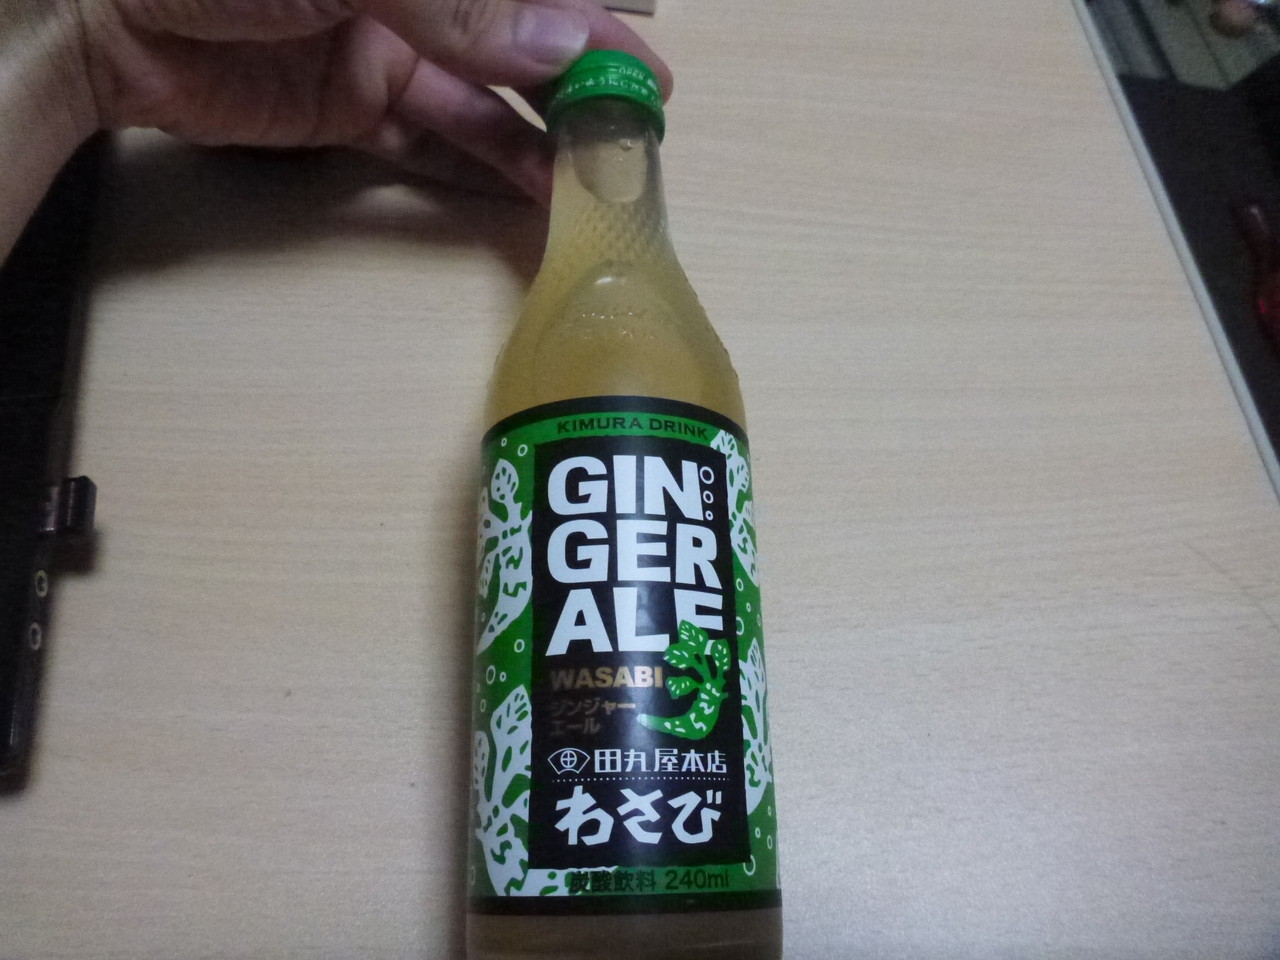 KIMURA DRINK
GIN
GER
ALE
WASABI
ジンジャー
エール
田丸屋本店
わさび
炭酸飲料 240ml